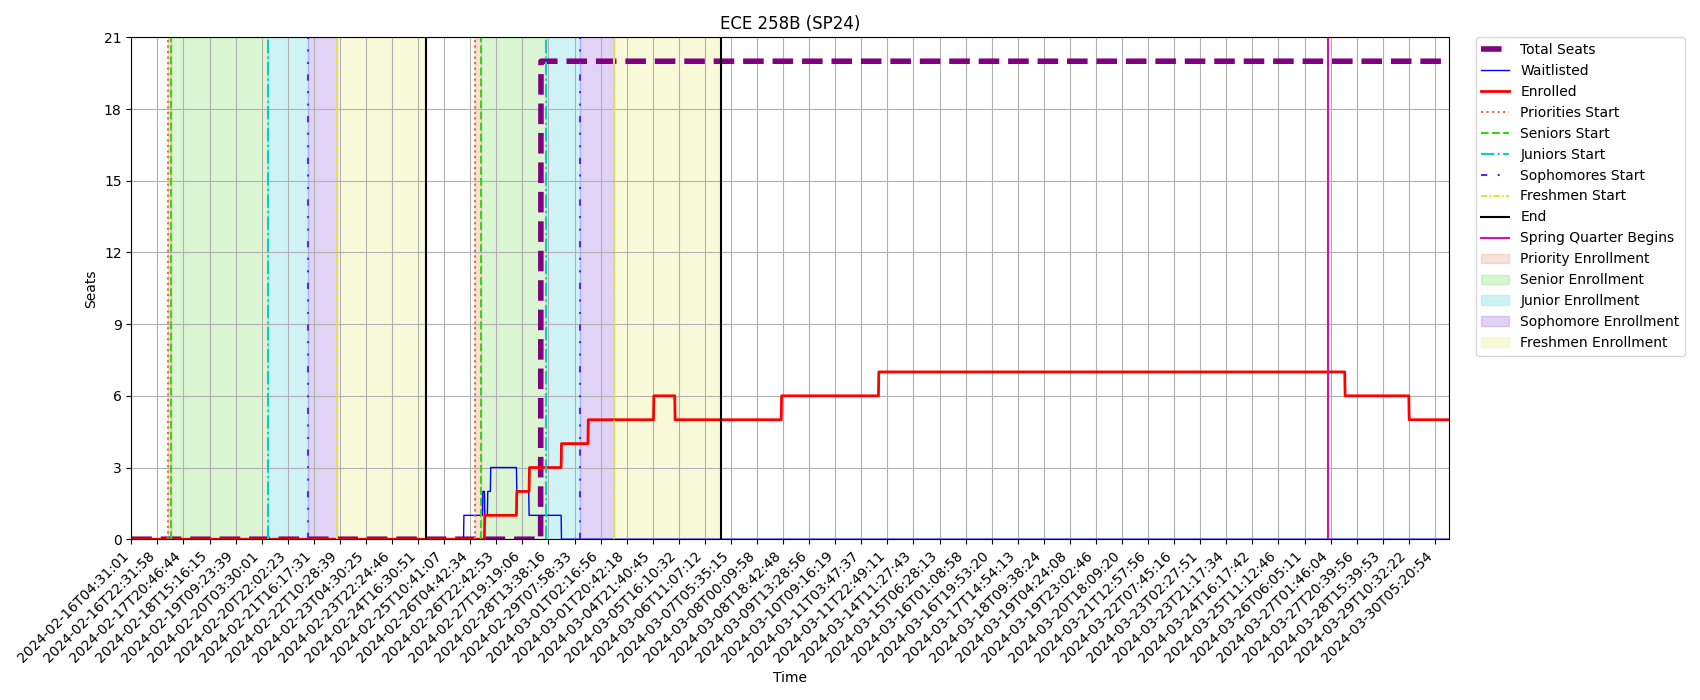 ECE 258B (SP24)
21
18
15
12
9
6
3
0
Seats
Total Seats
Waitlisted
Enrolled
Priorities Start
Seniors Start
Juniors Start
Sophomores Start
Freshmen Start
End
Spring Quarter Begins
Priority Enrollment
Senior Enrollment
Junior Enrollment
Sophomore Enrollment
Freshmen Enrollment
2024-02-16T04:31:01
2024-02-16T22:31:58
2024-02-17T20:46:44
2024-02-18T15:16:15
2024-02-19T09:23:39
2024-02-20T03:30:01
2024-02-20T22:02:23
2024-02-21T16:17:31
2024-02-22T10:28:39
2024-02-23T04:30:25
2024-02-23T22:24:46
2024-02-24T16:30:51
2024-02-25T10:41:07
2024-02-26T04:42:34
2024-02-26T22:42:53
2024-02-27T19:19:06
2024-02-28T13:38:16
2024-02-29T07:58:33
2024-03-01T02:16:56
2024-03-01T20:42:18
2024-03-04T21:40:45
2024-03-05T16:10:32
2024-03-06T11:07:12
2024-03-07T05:35:15
2024-03-08T00:09:58
2024-03-08T18:42:48
2024-03-09T13:28:56
2024-03-10T09:16:19
2024-03-11T03:47:37
2024-03-11T22:49:11
2024-03-14T11:27:43
2024-03-15T06:28:13
2024-03-16T01:08:58
2024-03-16T19:53:20
2024-03-17T14:54:13
2024-03-18T09:38:24
2024-03-19T04:24:08
2024-03-19T23:02:46
2024-03-20T18:09:20
2024-03-21T12:57:56
2024-03-22T07:45:16
2024-03-23T02:27:51
2024-03-23T21:17:34
2024-03-24T16:17:42
2024-03-25T11:12:46
2024-03-26T06:05:11
2024-03-27T01:46:04
2024-03-27T20:39:56
2024-03-28T15:39:53
2024-03-29T10:32:22
2024-03-30T05:20:54
Time